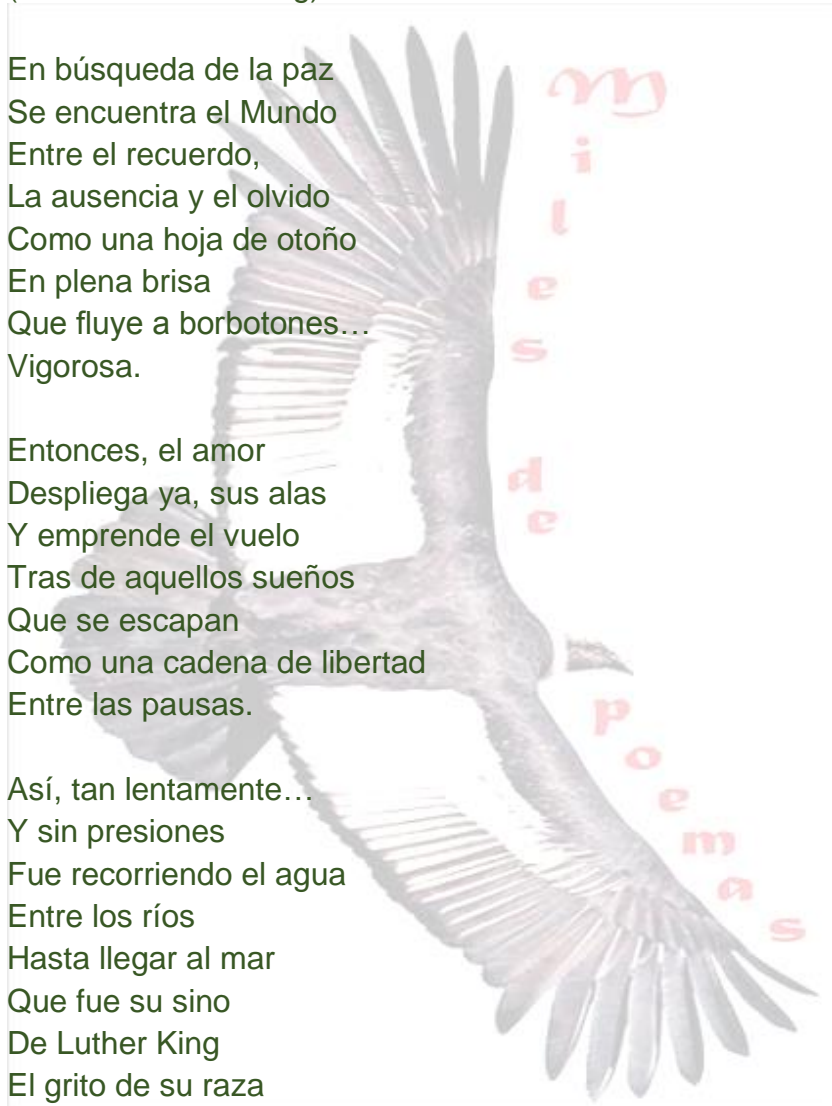 En búsqueda de la paz
Se encuentra el Mundo
Entre el recuerdo,
La ausencia y el olvido
Como una hoja de otoño
En plena brisa
Que fluye a borbotones…
Vigorosa.
Entonces, el amor
Despliega ya, sus alas
Y emprende el vuelo
Tras de aquellos sueños
Que se escapan
Como una cadena de libertad
Entre las pausas.
Así, tan lentamente…
Y sin presiones
Fue recorriendo el agua
Entre los ríos
Hasta llegar al mar
Que fue su sino
De Luther King
El grito de su raza
Miles de poemas